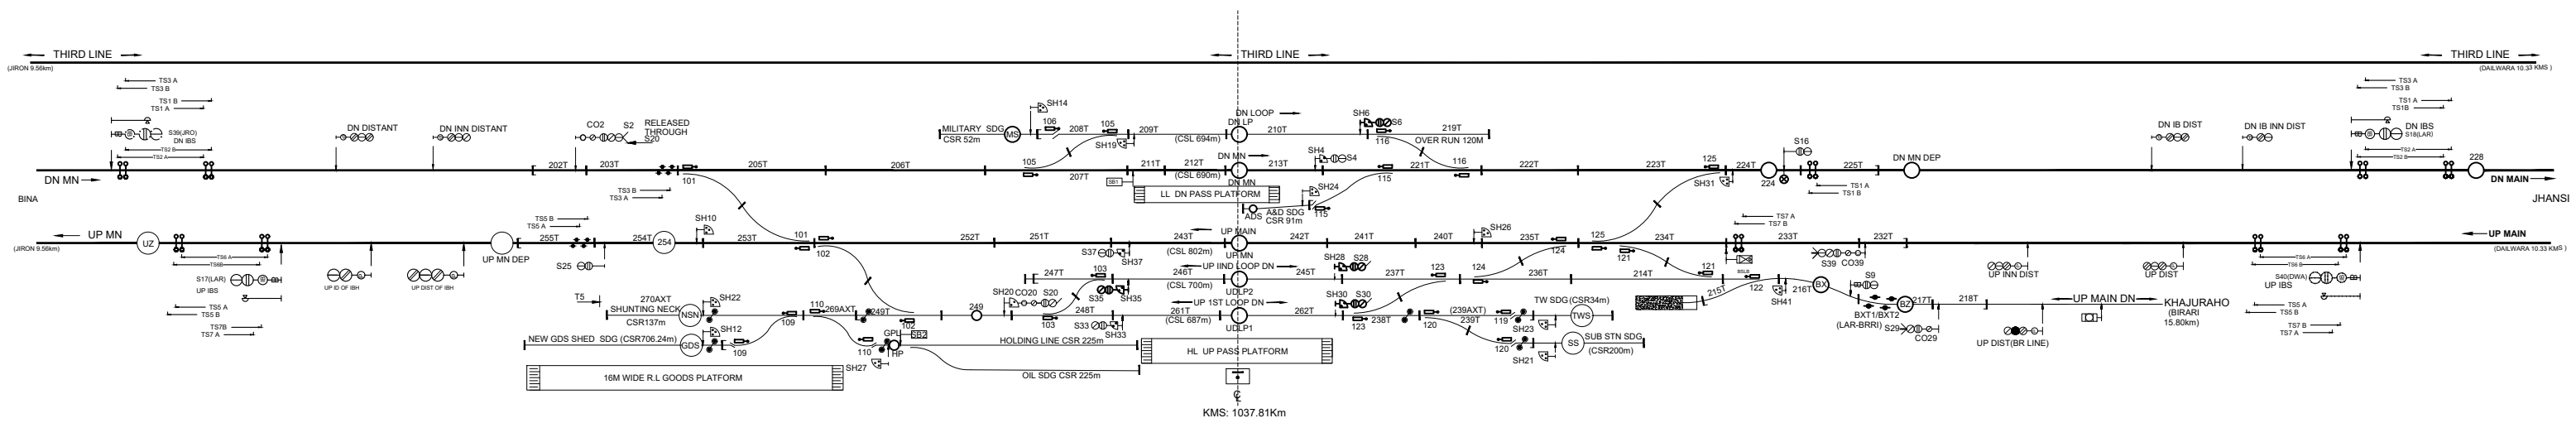 THIRD LINE
THIRD LINE
THIRD LINE
(JIRON 9.56km)
(DAILWARA 10.33 KMS )
TS3 A
TS3 B
TS1 B
TS1 A
S39(JRO)
DN IBS
TS2 B
TS2 A
DN DISTANT
DN INN DISTANT
CO2
S2
RELEASED
THROUGH
S20
MILITARY SDG
CSR 52m
MS
SH14
106
208T
105
209T
SH19
DN LOOP
DN LP
(CSL 694m)
210T
SH6
S6
116
219T
OVER RUN 120M
S16
DN IB DIST
DN IB INN DIST
TS3 A
TS3 B
TS1 A
TS1B
DN IBS
S18(LAR)
TS2 A
TS2 B
DN MN
BINA
202T
203T
101
205T
206T
105
207T
211T
212T
DN MN
(CSL 690m)
DN MN
213T
SH4
S4
221T
115
116
222T
223T
125
224T
224
225T
DN MN DEP
228
DN MAIN
JHANSI
TS3 B
TS3 A
SB1
LL DN PASS PLATFORM
SH24
ADS
A&D SDG
CSR 91m
115
SH31
TS1 A
TS1 B
UP MN
(JIRON 9.56km)
UZ
TS6 A
TS6B
UP MN DEP
TS5 B
TS5 A
255T
254T
254
SH10
253T
101
102
252T
251T
S37
SH37
UP MAIN
243T
(CSL 802m)
UP MN
242T
241T
240T
SH26
235T
124
125
121
234T
TS7 A
TS7 B
233T
232T
UP MAIN
(DAILWARA 10.33 KMS )
S25
S17(LAR)
UP IBS
UP ID OF IBH
UP DIST OF IBH
TS5 A
TS5 B
TS7B
TS7 A
247T
103
S35
SH35
UP IIND LOOP DN
246T
(CSL 700m)
UDLP2
245T
SH28
S28
237T
123
124
236T
214T
121
BSLB
122
215T
SH41
216T
BX
S39
CO39
S9
BXT1/BXT2
(LAR-BRRI)
BZ
217T
218T
S29
CO29
UP INN DIST
UP DIST
UP DIST(BR LINE)
UP MAIN DN
KHAJURAHO
(BIRARI
15.80km)
TS6 A
TS6 B
S40(DWA)
UP IBS
TS5 A
TS5 B
TS7 B
TS7 A
T5
270AXT
SHUNTING NECK
CSR137m
NSN
SH22
SH12
109
110
269AXT
249T
102
249
SH20
CO20
S20
103
248T
S33
SH33
UP 1ST LOOP DN
261T
(CSL 687m)
UDLP1
262T
SH30
S30
123
238T
(239AXT)
120
239T
119
SH23
TW SDG (CSR34m)
TWS
NEW GDS SHED SDG (CSR706.24m)
GDS
109
110
GPL
SB2
HP
SH27
HOLDING LINE CSR 225m
OIL SDG CSR 225m
HL UP PASS PLATFORM
120
SH21
SS
SUB STN SDG
(CSR200m)
16M WIDE R.L GOODS PLATFORM
KMS: 1037.81Km